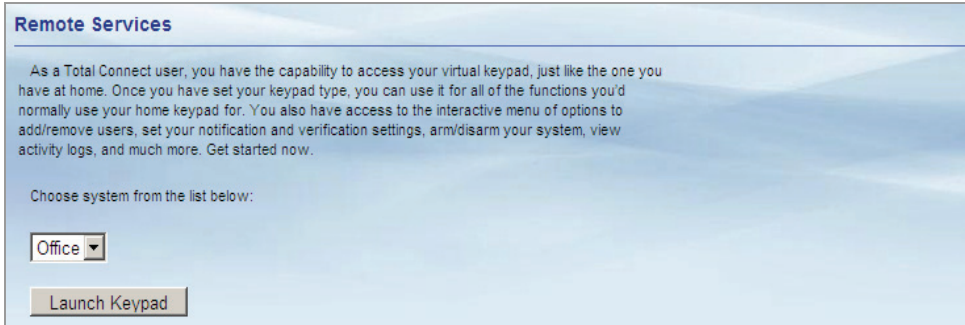 Remote Services
As a Total Connect user, you have the capability to access your virtual keypad, just like the one you
have at home. Once you have set your keypad type, you can use it for all of the functions you'd
normally use your home keypad for. You also have access to the interactive menu of options to
add/remove users, set your notification and verification settings, arm/disarm your system, view
activity logs, and much more. Get started now.
Choose system from the list below:
Office
Launch Keypad